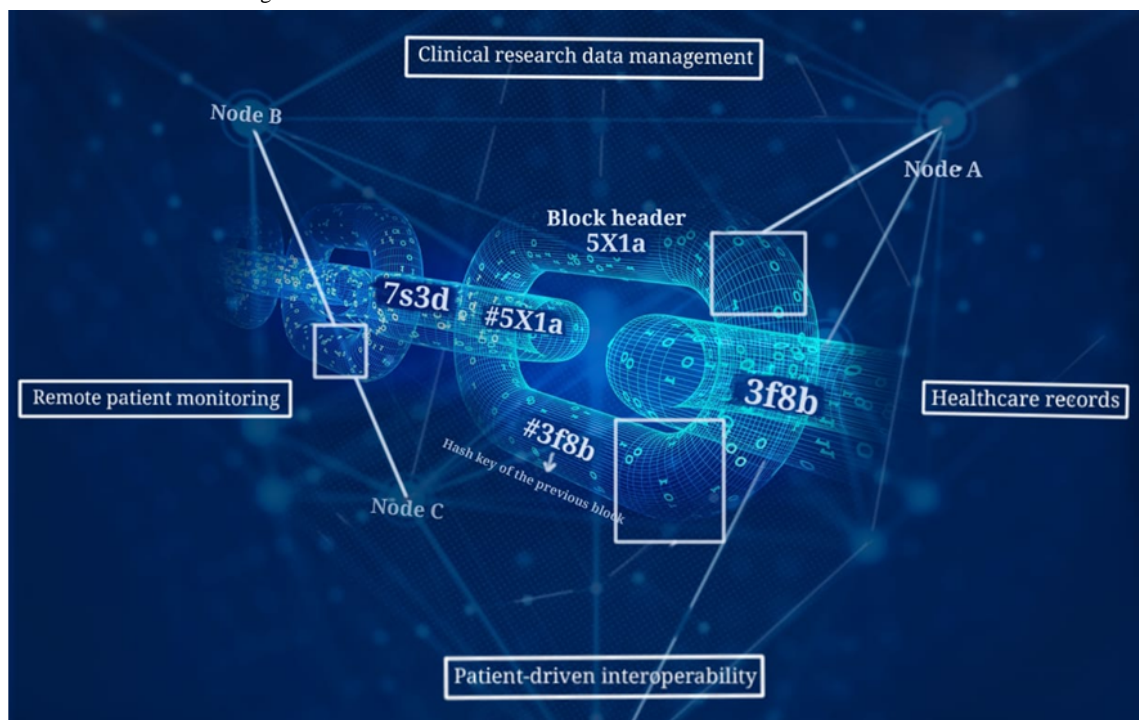 Clinical research data management
Node B
Node A
Block header
5X1a
7s3d
#5X1a
3f8b
Remote patient monitoring
Healthcare records
#3f8b
Hash key of the previous block
Node C
Patient-driven interoperability